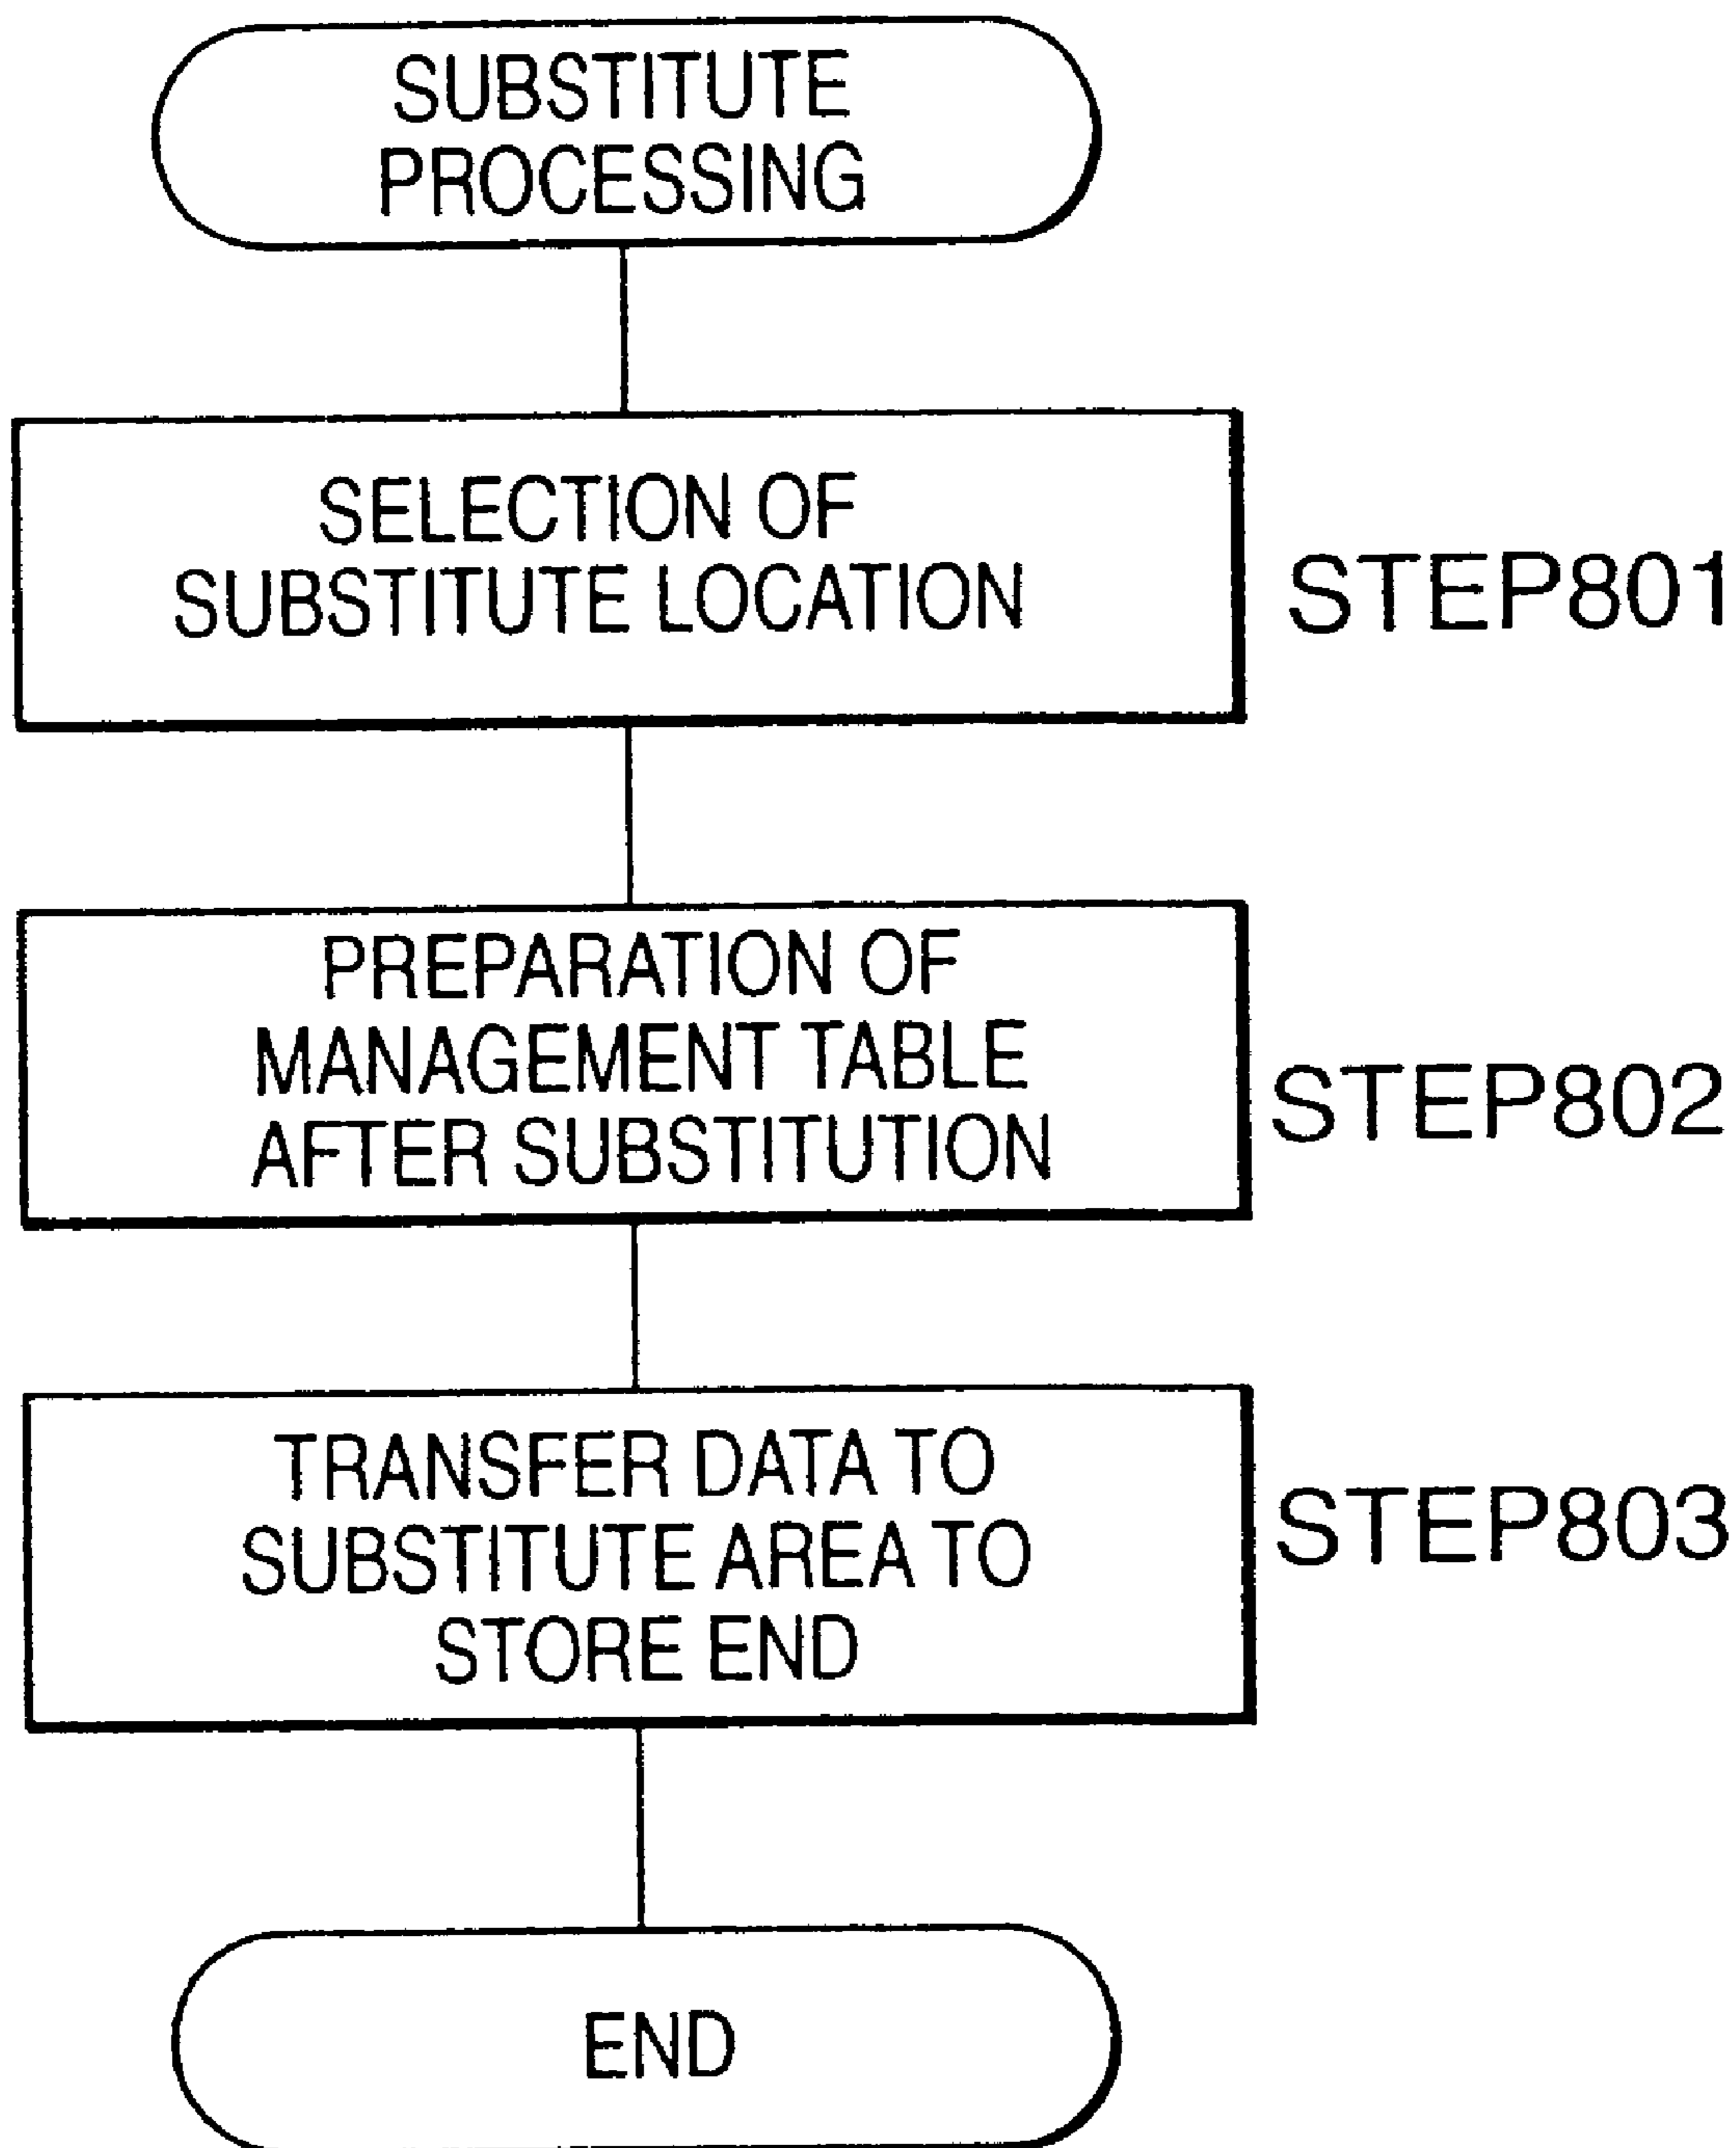 SUBSTITUTE
PROCESSING
SELECTION OF
SUBSTITUTE LOCATION
STEP801
PREPARATION OF
MANAGEMENT TABLE
AFTER SUBSTITUTION
STEP802
TRANSFER DATA TO
SUBSTITUTE AREA TO
STORE END
STEP803
END